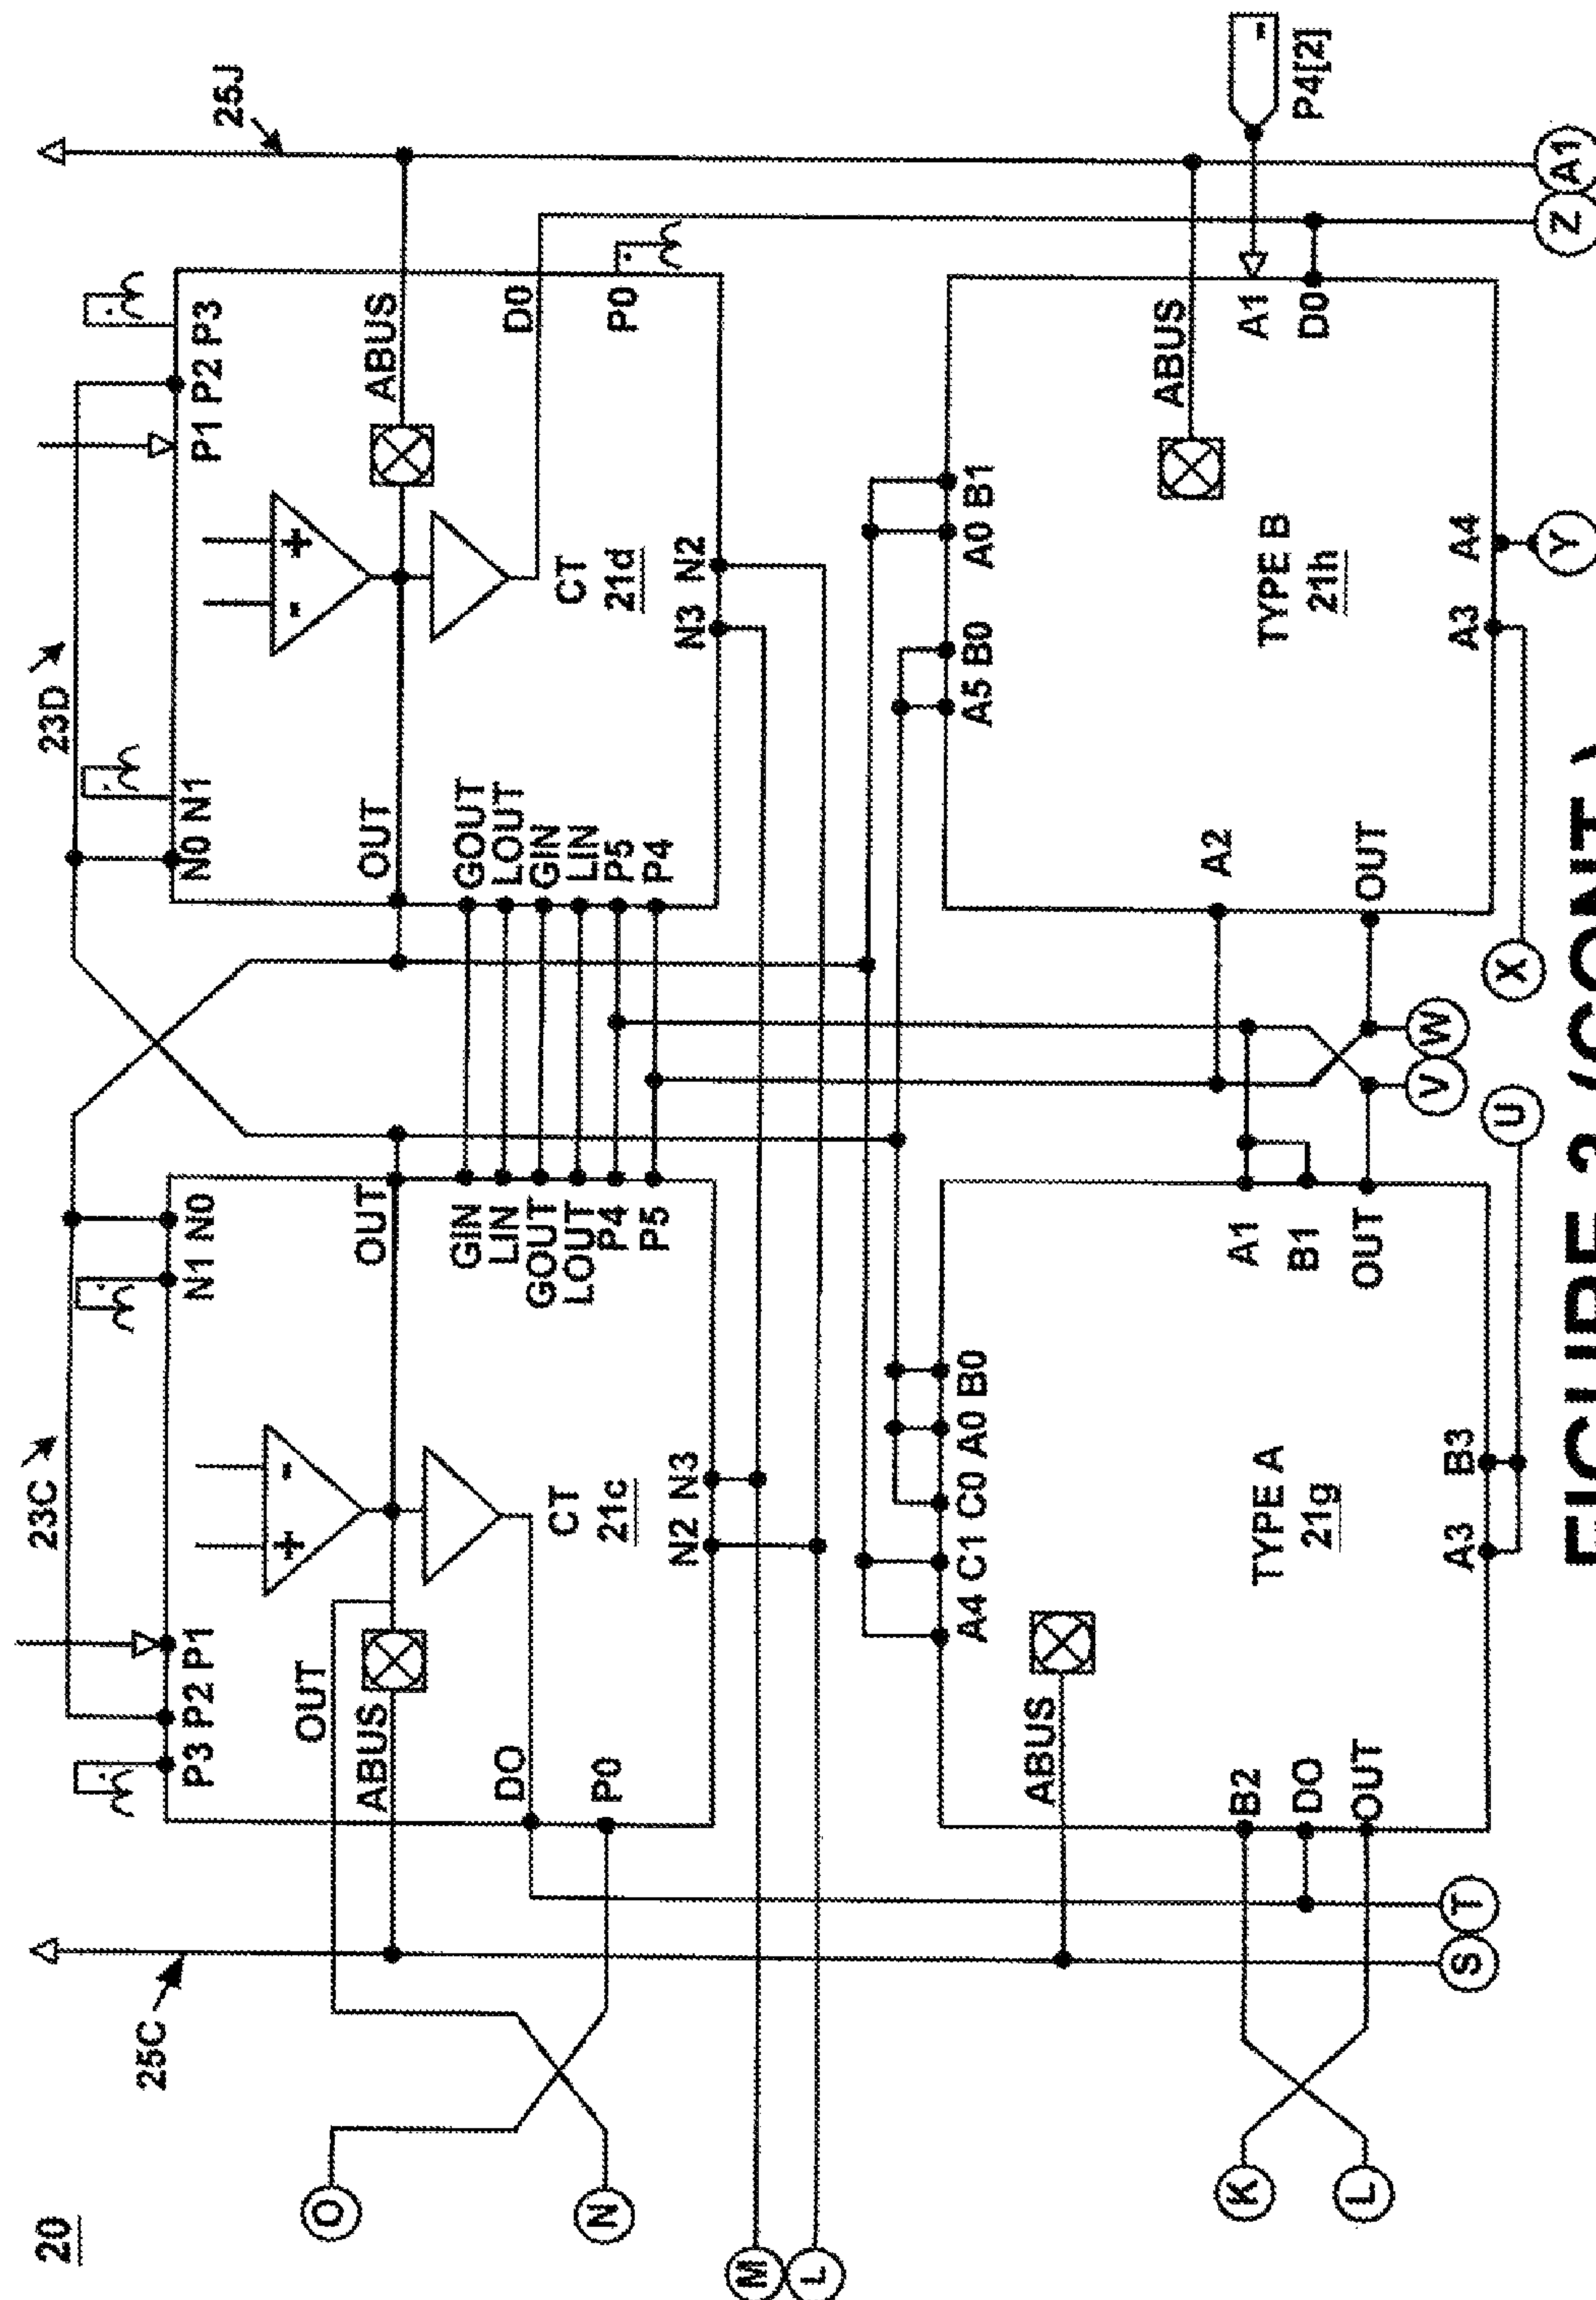 20
25C
23C
23D
25J
P3 P2 P1
N1 N0
N0 N1
P1 P2 P3
+
-
-
+
OUT
ABUS
OUT
OUT
ABUS
DO
P0
GIN
LIN
GOUT
LOUT
P4
P5
GOUT
LOUT
GIN
LIN
P5
P4
D0
P0
CT
21c
CT
21d
N2 N3
N3 N2
O
N
M
L
A4 C1 C0 A0 B0
A5 B0
A0 B1
ABUS
ABUS
TYPE A
21g
TYPE B
21h
B2
DO
OUT
A1
B1
OUT
A2
OUT
A1
D0
-
P4[2]
A3
B3
A3
A4
K
L
S
T
U
V
W
X
Y
Z
A1
FIGURE 2 (CONT.)